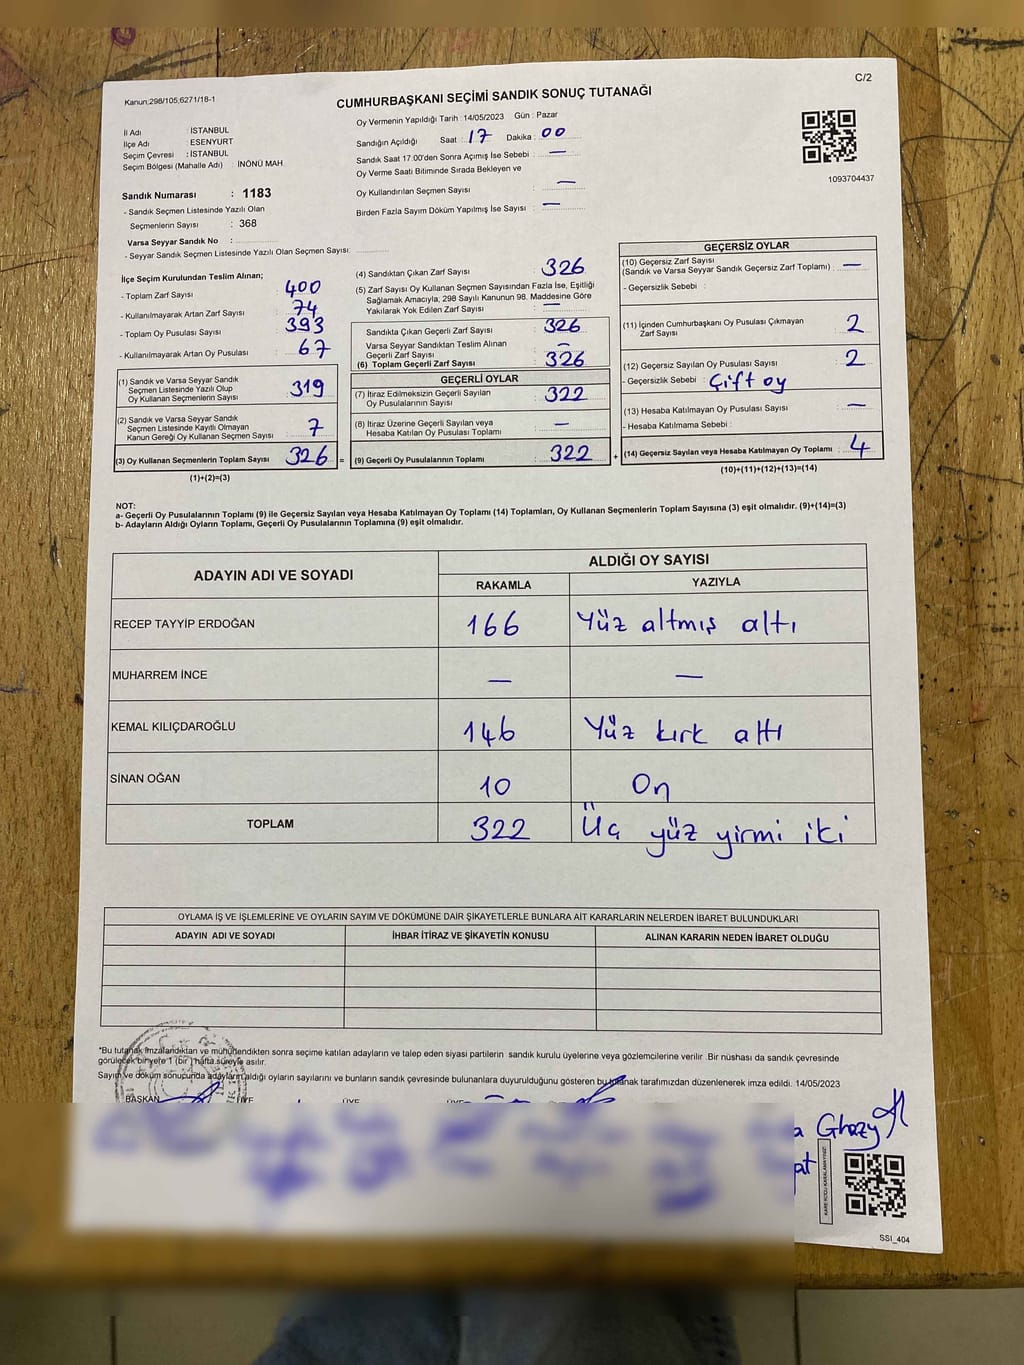 C/2
Kanun;298/105;6271/18-1
CUMHURBAŞKANI SEÇİMİ SANDIK SONUÇ TUTANAĞI
İl Adı : İSTANBUL
İlçe Adı : ESENYURT
Seçim Çevresi : İSTANBUL
Seçim Bölgesi (Mahalle Adı) : İNÖNÜ MAH
Oy Vermenin Yapıldığı Tarih : 14/05/2023 Gün : Pazar
Sandığın Açıldığı Saat : 17 Dakika : 00
Sandık Saat 17.00'den Sonra Açımış İse Sebebi : —
Oy Verme Saati Bitiminde Sırada Bekleyen ve
Oy Kullandırılan Seçmen Sayısı : —
Birden Fazla Sayım Döküm Yapılmış İse Sayısı : —
1093704437
Sandık Numarası : 1183
- Sandık Seçmen Listesinde Yazılı Olan
Seçmenlerin Sayısı : 368
Varsa Seyyar Sandık No :
- Seyyar Sandık Seçmen Listesinde Yazılı Olan Seçmen Sayısı:
İlçe Seçim Kurulundan Teslim Alınan;
- Toplam Zarf Sayısı : 400
- Kullanılmayarak Artan Zarf Sayısı : 74
- Toplam Oy Pusulası Sayısı : 393
- Kullanılmayarak Artan Oy Pusulası : 67
(1) Sandık ve Varsa Seyyar Sandık
Seçmen Listesinde Yazılı Olup
Oy Kullanan Seçmenlerin Sayısı : 319
(2) Sandık ve Varsa Seyyar Sandık
Seçmen Listesinde Kayıtlı Olmayan
Kanun Gereği Oy Kullanan Seçmen Sayısı : 7
(3) Oy Kullanan Seçmenlerin Toplam Sayısı : 326 =
(1)+(2)=(3)
(4) Sandıktan Çıkan Zarf Sayısı : 326
(5) Zarf Sayısı Oy Kullanan Seçmen Sayısından Fazla İse, Eşitliği
Sağlamak Amacıyla, 298 Sayılı Kanunun 98. Maddesine Göre
Yakılarak Yok Edilen Zarf Sayısı : —
Sandıkta Çıkan Geçerli Zarf Sayısı : 326
Varsa Seyyar Sandıktan Teslim Alınan
Geçerli Zarf Sayısı : —
(6) Toplam Geçerli Zarf Sayısı : 326
GEÇERLİ OYLAR
(7) İtiraz Edilmeksizin Geçerli Sayılan
Oy Pusulalarının Sayısı : 322
(8) İtiraz Üzerine Geçerli Sayılan veya
Hesaba Katılan Oy Pusulası Toplamı : —
(9) Geçerli Oy Pusulalarının Toplamı : 322 +
GEÇERSİZ OYLAR
(10) Geçersiz Zarf Sayısı
(Sandık ve Varsa Seyyar Sandık Geçersiz Zarf Toplamı) : —
- Geçersizlik Sebebi :
(11) İçinden Cumhurbaşkanı Oy Pusulası Çıkmayan
Zarf Sayısı : 2
(12) Geçersiz Sayılan Oy Pusulası Sayısı : 2
- Geçersizlik Sebebi : Çift oy
(13) Hesaba Katılmayan Oy Pusulası Sayısı : —
- Hesaba Katılmama Sebebi :
(14) Geçersiz Sayılan veya Hesaba Katılmayan Oy Toplamı : 4
(10)+(11)+(12)+(13)=(14)
NOT:
a- Geçerli Oy Pusulalarının Toplamı (9) ile Geçersiz Sayılan veya Hesaba Katılmayan Oy Toplamı (14) Toplamları, Oy Kullanan Seçmenlerin Toplam Sayısına (3) eşit olmalıdır. (9)+(14)=(3)
b- Adayların Aldığı Oyların Toplamı, Geçerli Oy Pusulalarının Toplamına (9) eşit olmalıdır.
ADAYIN ADI VE SOYADI
ALDIĞI OY SAYISI
RAKAMLA YAZIYLA
RECEP TAYYİP ERDOĞAN 166 Yüz altmış altı
MUHARREM İNCE — —
KEMAL KILIÇDAROĞLU 146 Yüz kırk altı
SİNAN OĞAN 10 On
TOPLAM 322 Üç yüz yirmi iki
OYLAMA İŞ VE İŞLEMLERİNE VE OYLARIN SAYIM VE DÖKÜMÜNE DAİR ŞİKAYETLERLE BUNLARA AİT KARARLARIN NELERDEN İBARET BULUNDUKLARI
ADAYIN ADI VE SOYADI İHBAR İTİRAZ VE ŞİKAYETİN KONUSU ALINAN KARARIN NEDEN İBARET OLDUĞU
*Bu tutanak imzalandıktan ve mühürlendikten sonra seçime katılan adayların ve talep eden siyasi partilerin sandık kurulu üyelerine veya gözlemcilerine verilir .Bir nüshası da sandık çevresinde
görülecek bir yere 1 (bir ) hafta süreyle asılır.
Sayım ve döküm sonucunda adayların aldığı oyların sayılarını ve bunların sandık çevresinde bulunanlara duyurulduğunu gösteren bu tutanak tarafımızdan düzenlenerek imza edildi. 14/05/2023
BAŞKAN ÜYE ÜYE
a Ghazy
pat
KARE KODU KARALAMAYINIZ
SSI_404